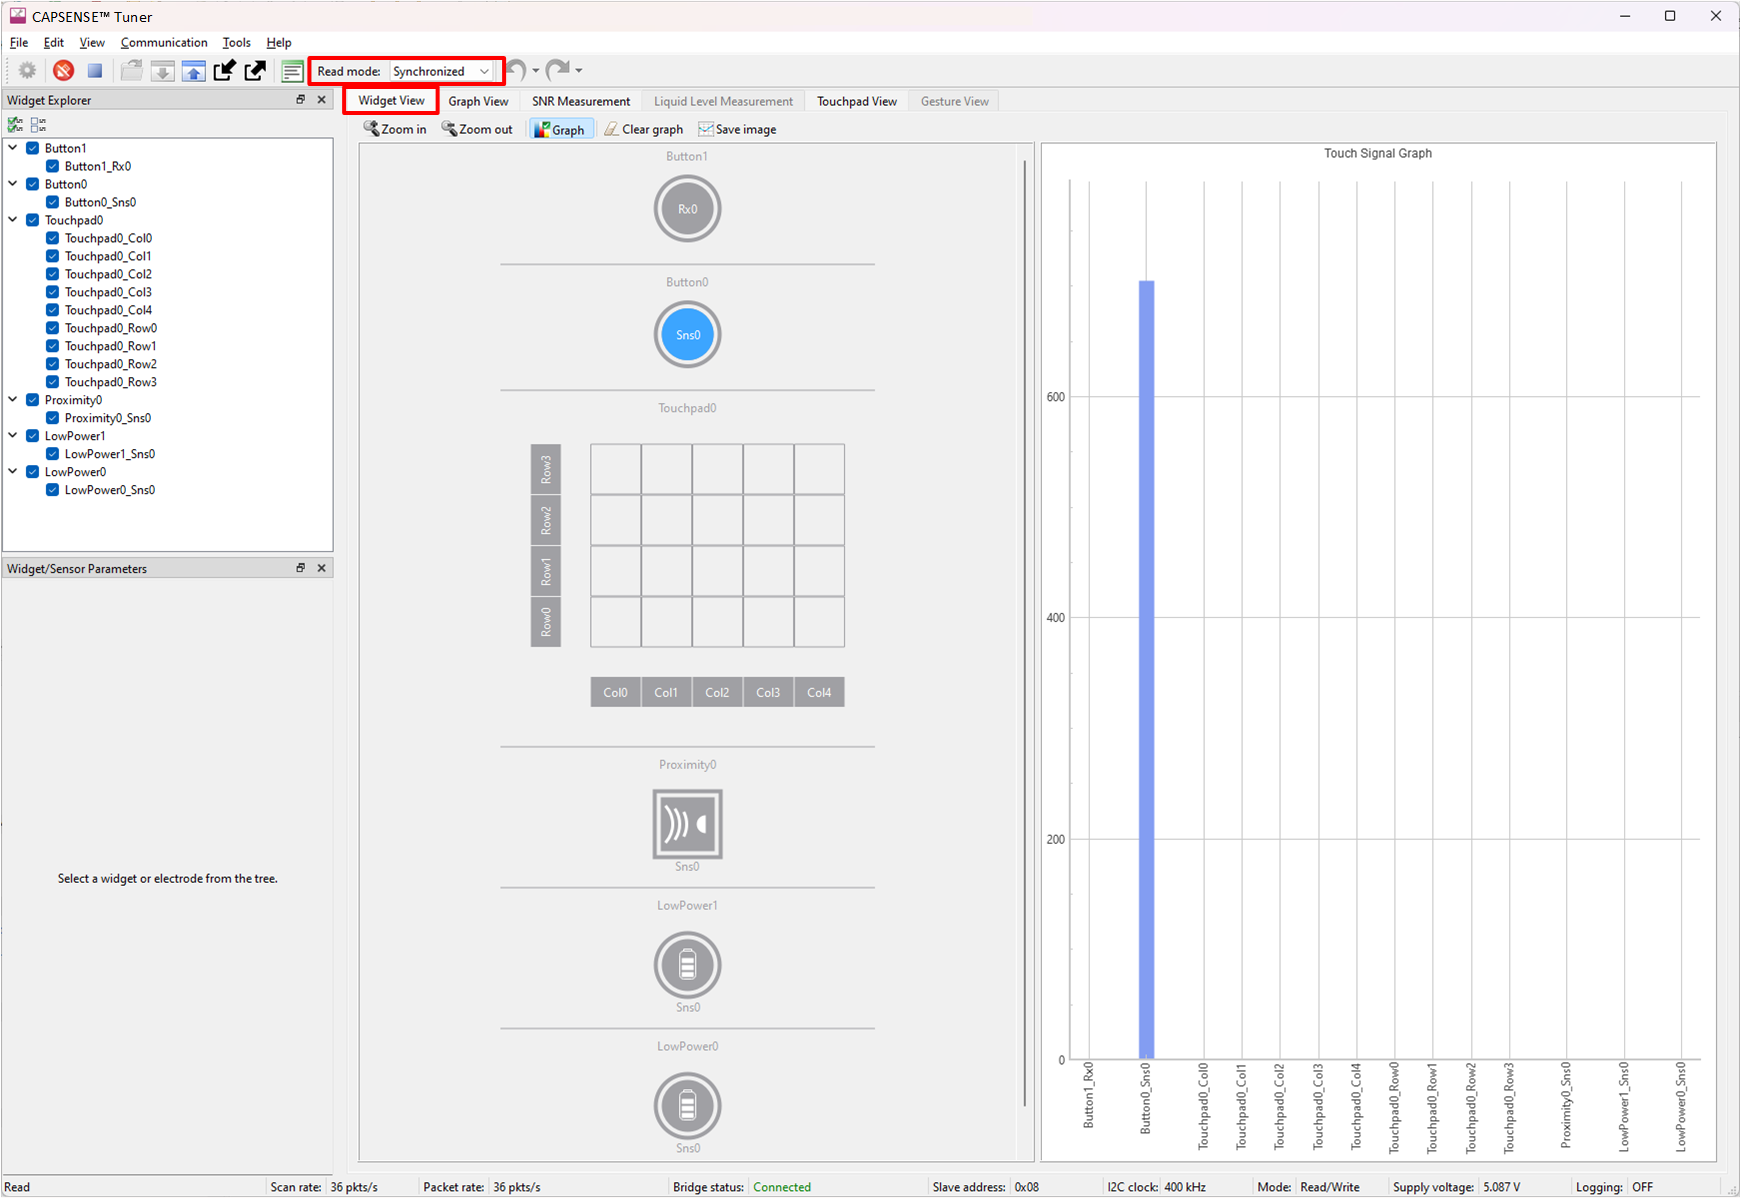 CAPSENSE™ Tuner
File Edit View Communication Tools Help
Read mode: Synchronized
Widget Explorer
Widget View Graph View SNR Measurement Liquid Level Measurement Touchpad View Gesture View
Zoom in Zoom out Graph Clear graph Save image
Button1
Button1_Rx0
Button0
Button0_Sns0
Touchpad0
Touchpad0_Col0
Touchpad0_Col1
Touchpad0_Col2
Touchpad0_Col3
Touchpad0_Col4
Touchpad0_Row0
Touchpad0_Row1
Touchpad0_Row2
Touchpad0_Row3
Proximity0
Proximity0_Sns0
LowPower1
LowPower1_Sns0
LowPower0
LowPower0_Sns0
Widget/Sensor Parameters
Select a widget or electrode from the tree.
Button1
Rx0
Button0
Sns0
Touchpad0
Row3
Row2
Row1
Row0
Col0 Col1 Col2 Col3 Col4
Proximity0
Sns0
LowPower1
Sns0
LowPower0
Sns0
Touch Signal Graph
600
400
200
0
Button1_Rx0
Button0_Sns0
Touchpad0_Col0
Touchpad0_Col1
Touchpad0_Col2
Touchpad0_Col3
Touchpad0_Col4
Touchpad0_Row0
Touchpad0_Row1
Touchpad0_Row2
Touchpad0_Row3
Proximity0_Sns0
LowPower1_Sns0
LowPower0_Sns0
Read Scan rate: 36 pkts/s Packet rate: 36 pkts/s Bridge status: Connected Slave address: 0x08 I2C clock: 400 kHz Mode: Read/Write Supply voltage: 5.087 V Logging: OFF